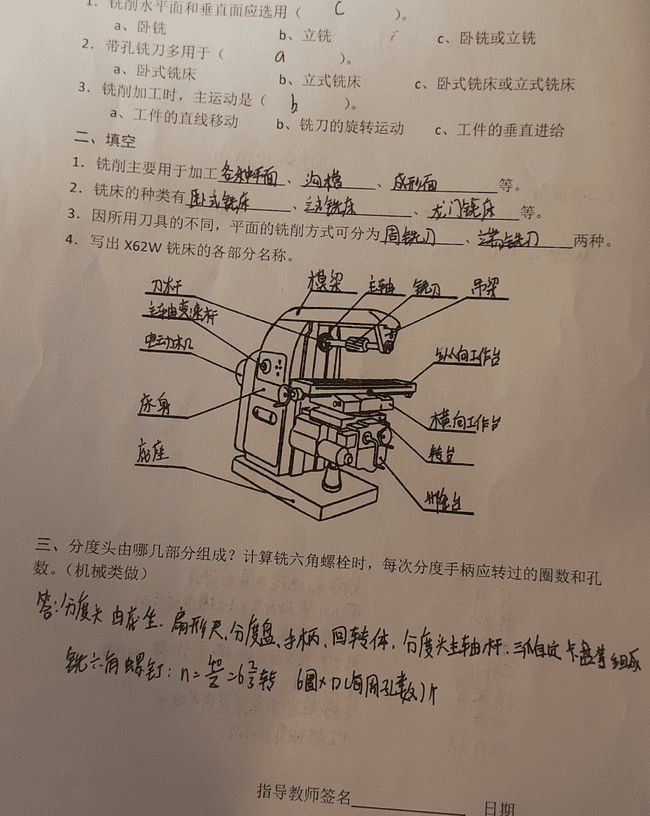 1. 铣削水平面和垂直面应选用( C )。
a、卧铣 b、立铣 c、卧铣或立铣
2. 带孔铣刀多用于( a )。
a、卧式铣床 b、立式铣床 c、卧式铣床或立式铣床
3. 铣削加工时，主运动是( b )。
a、工件的直线移动 b、铣刀的旋转运动 c、工件的垂直进给
二、填空
1. 铣削主要用于加工各种平面、沟槽、成形面等。
2. 铣床的种类有卧式铣床、立式铣床、龙门铣床等。
3. 因所用刀具的不同，平面的铣削方式可分为周铣刀、端铣刀两种。
4. 写出 X62W 铣床的各部分名称。
刀杆 横梁 主轴 铣刀 吊梁
主轴变速杆
电动机 纵向工作台
床身 横向工作台
转台
底座 升降台
三、分度头由哪几部分组成？计算铣六角螺栓时，每次分度手柄应转过的圈数和孔
数。（机械类做）
答：分度头由底坐、扇形尺、分度盘、手柄、回转体、分度头主轴杆、三爪自定卡盘等组成
铣六角螺钉： n= =6 转 6圈
指导教师签名 日期